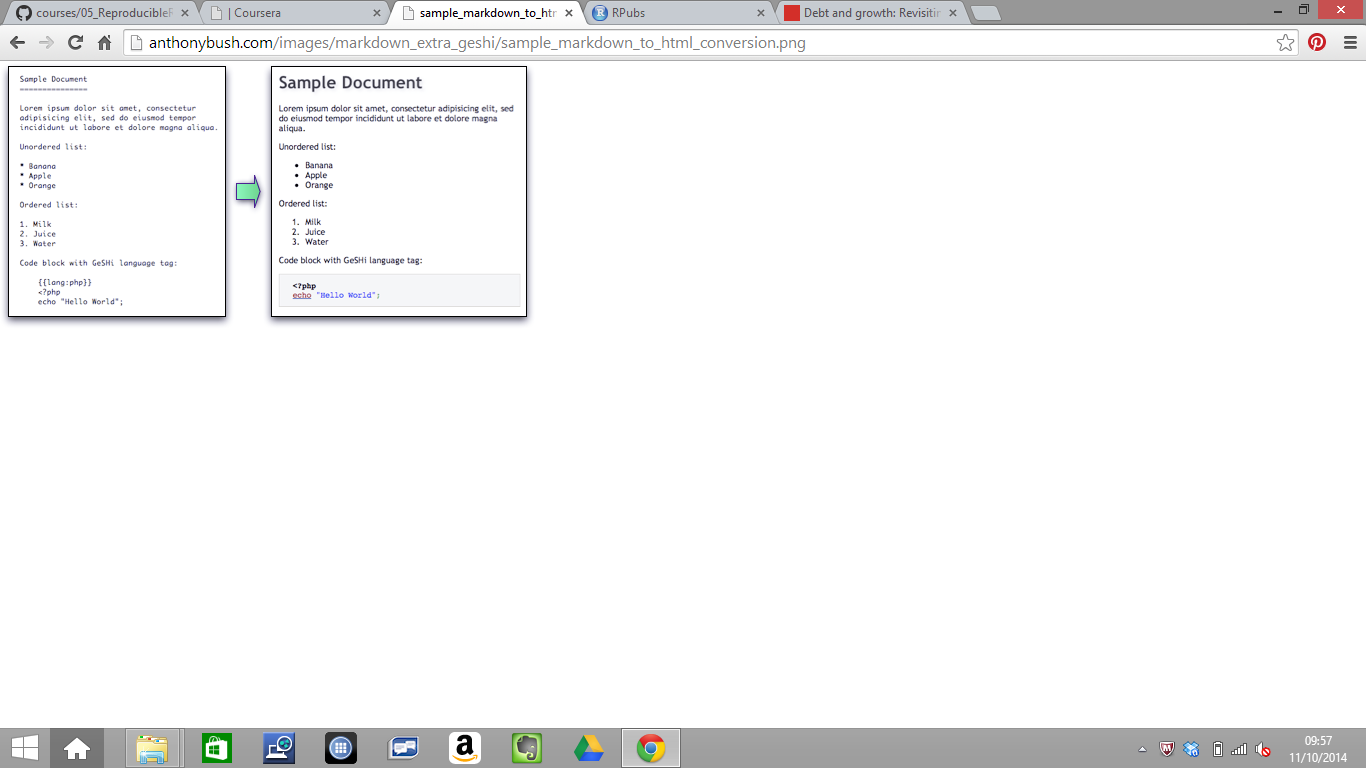 courses/05_ReproducibleR
| Coursera
sample_markdown_to_htm
RPubs
Debt and growth: Revisitin
anthonybush.com/images/markdown_extra_geshi/sample_markdown_to_html_conversion.png
Sample Document
===============
Lorem ipsum dolor sit amet, consectetur
adipisicing elit, sed do eiusmod tempor
incididunt ut labore et dolore magna aliqua.
Unordered list:
* Banana
* Apple
* Orange
Ordered list:
1. Milk
2. Juice
3. Water
Code block with GeSHi language tag:
{{lang:php}}
<?php
echo "Hello World";
Sample Document
Lorem ipsum dolor sit amet, consectetur adipisicing elit, sed
do eiusmod tempor incididunt ut labore et dolore magna
aliqua.
Unordered list:
• Banana
• Apple
• Orange
Ordered list:
1. Milk
2. Juice
3. Water
Code block with GeSHi language tag:
<?php
echo "Hello World";
09:57
11/10/2014